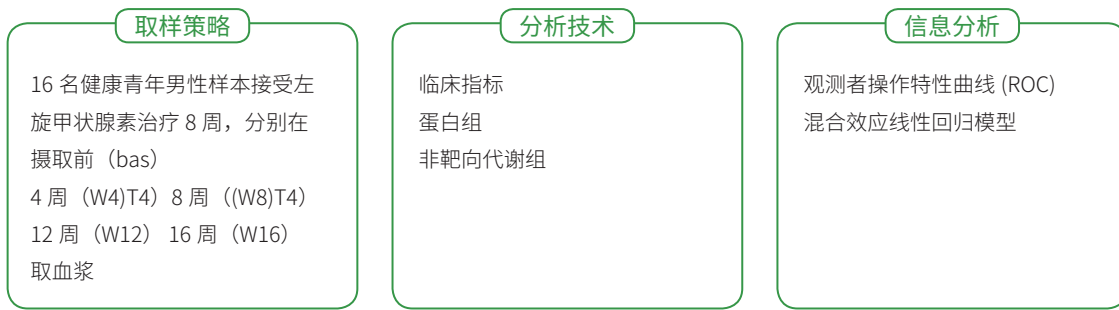 取样策略
16 名健康青年男性样本接受左
旋甲状腺素治疗 8 周，分别在
摄取前（bas）
4 周（W4)T4）8 周（(W8)T4）
12 周（W12） 16 周（W16）
取血浆
分析技术
临床指标
蛋白组
非靶向代谢组
信息分析
观测者操作特性曲线 (ROC)
混合效应线性回归模型